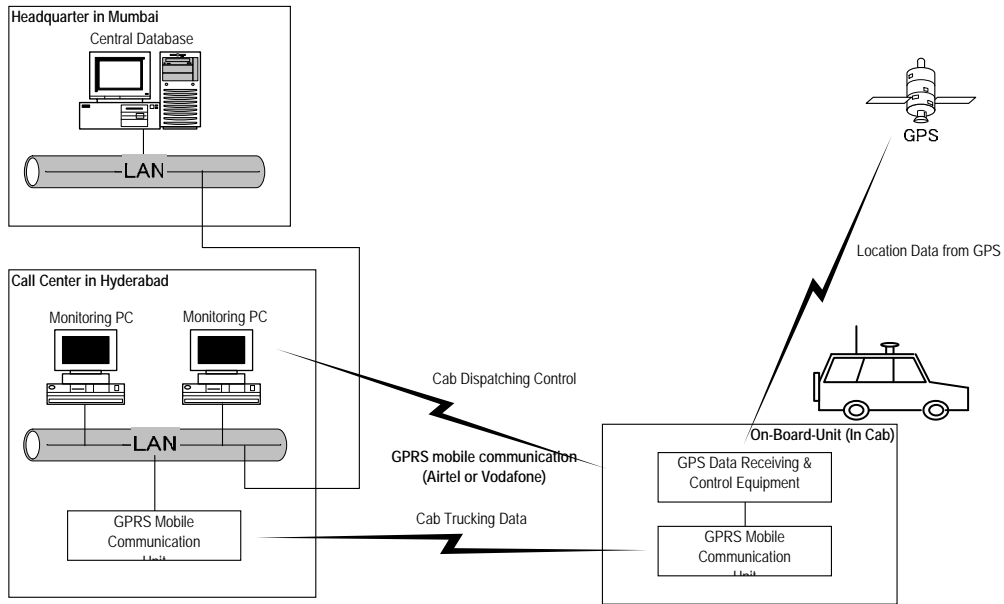 Headquarter in Mumbai
Central Database
LAN
GPS
Location Data from GPS
Call Center in Hyderabad
Monitoring PC
Monitoring PC
LAN
Cab Dispatching Control
GPRS mobile communication
(Airtel or Vodafone)
Cab Trucking Data
GPRS Mobile
Communication
Unit
On-Board-Unit (In Cab)
GPS Data Receiving &
Control Equipment
GPRS Mobile
Communication
Unit